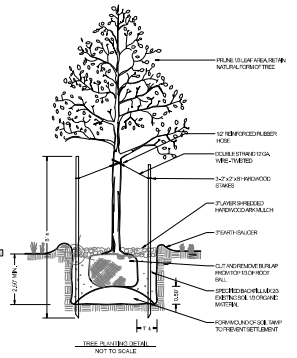 PRUNE 1/3 LEAF AREA, RETAIN
NATURAL FORM OF TREE
1/2" REINFORCED RUBBER
HOSE
DOUBLE STRAND 12 GA.
WIRE - TWISTED
3 - 2" x 2" x 8' HARDWOOD
STAKES
3" LAYER SHREDDED
HARDWOOD ARK MULCH
3" EARTH SAUCER
CUT AND REMOVE BURLAP
FROM TOP 1/3 OF ROOT
BALL
SPECIFIED BACKFILL MIX 2/3
EXISTING SOIL 1/3 ORGANIC
MATERIAL
FORM MOUND OF SOIL TAMP
TO PREVENT SETTLEMENT
TREE PLANTING DETAIL
NOT TO SCALE